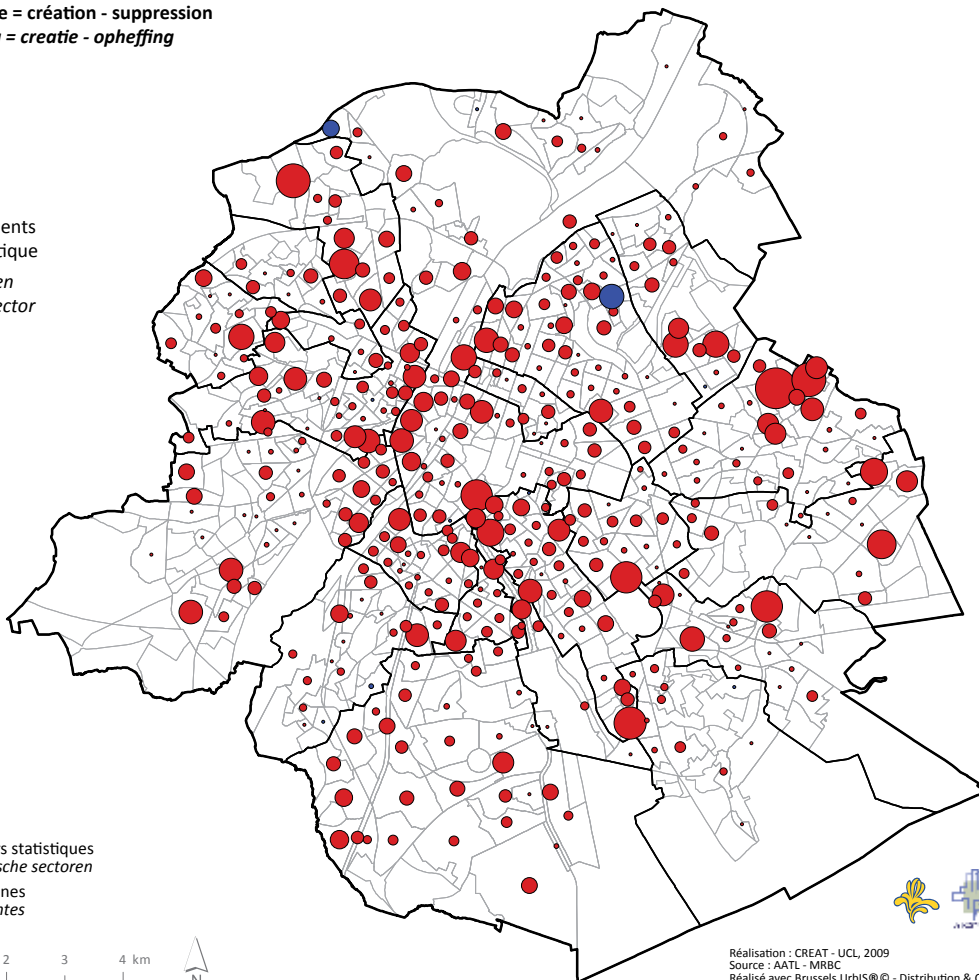 e = création - suppression
= creatie - opheffing
ents
tique
en
ector
s statistiques
sche sectoren
nes
ntes
2 3 4 km
N
Réalisation : CREAT - UCL, 2009
Source : AATL - MRBC
Réalisé avec Brussels UrbIS®© - Distribution & C